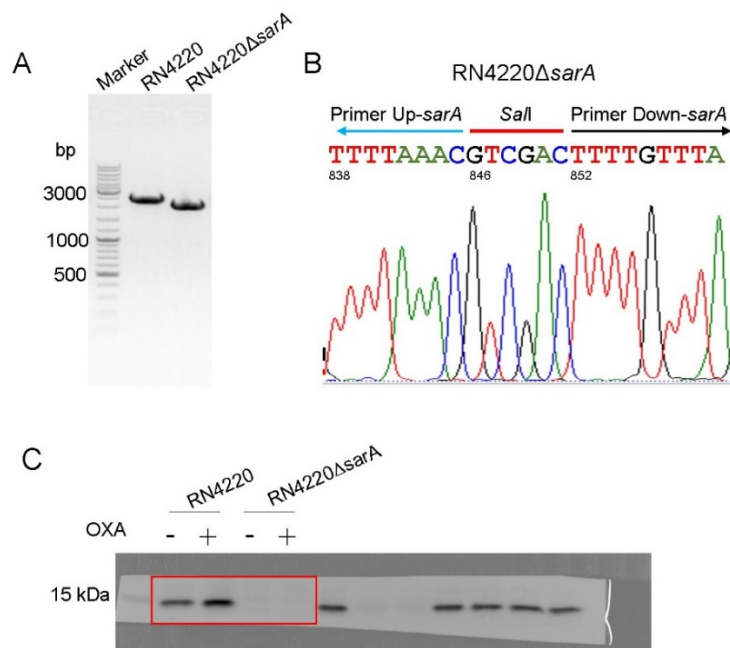 A
Marker
RN4220
RN4220ΔsarA
bp
3000
1000
500
B
RN4220ΔsarA
Primer Up-sarA SalI Primer Down-sarA
TTTTAAACGTCGACTTTTGTTTA
838 846 852
C
RN4220 RN4220ΔsarA
OXA - + - +
15 kDa